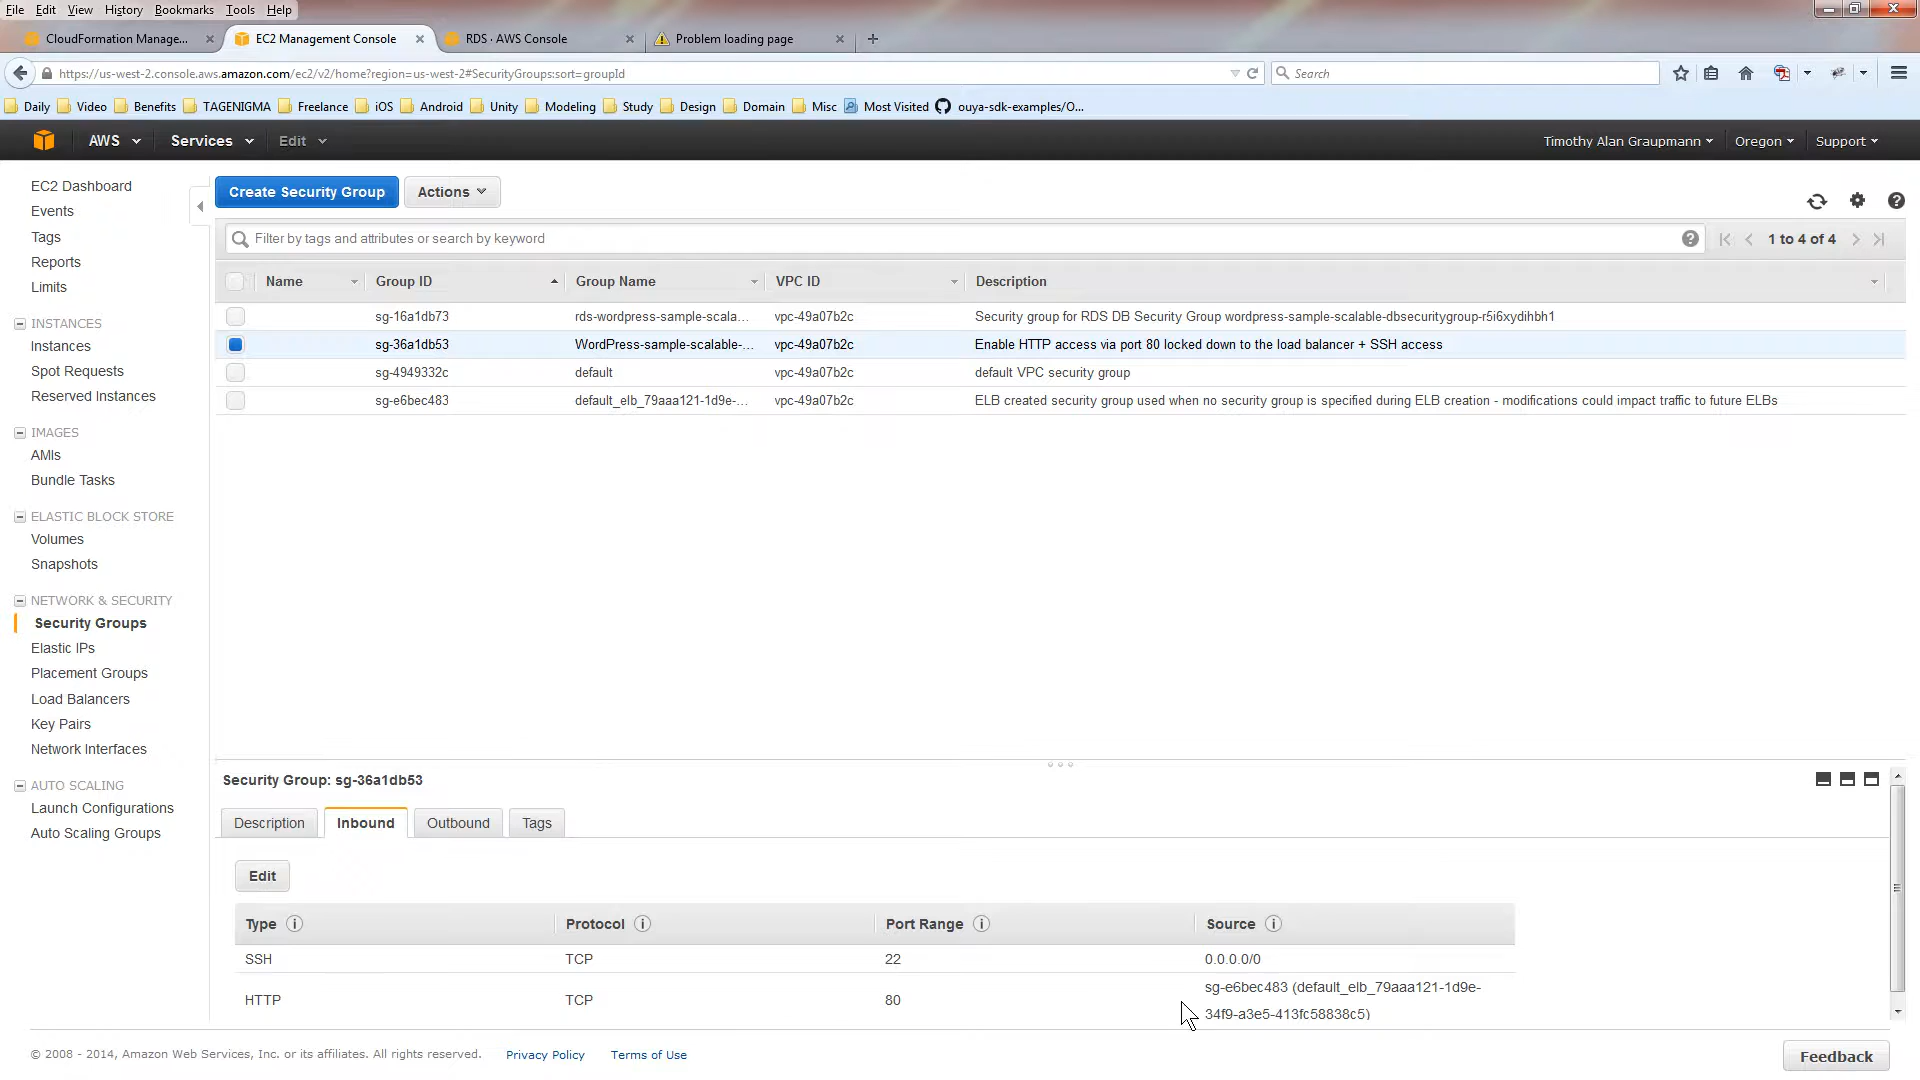 File Edit View History Bookmarks Tools Help
CloudFormation Manage... EC2 Management Console RDS · AWS Console Problem loading page
https://us-west-2.console.aws.amazon.com/ec2/v2/home?region=us-west-2#SecurityGroups:sort=groupId Search
Daily Video Benefits TAGENIGMA Freelance iOS Android Unity Modeling Study Design Domain Misc Most Visited ouya-sdk-examples/O...
AWS Services Edit Timothy Alan Graupmann Oregon Support
EC2 Dashboard
Events
Tags
Reports
Limits
INSTANCES
Instances
Spot Requests
Reserved Instances
IMAGES
AMIs
Bundle Tasks
ELASTIC BLOCK STORE
Volumes
Snapshots
NETWORK & SECURITY
Security Groups
Elastic IPs
Placement Groups
Load Balancers
Key Pairs
Network Interfaces
AUTO SCALING
Launch Configurations
Auto Scaling Groups
Create Security Group Actions
Filter by tags and attributes or search by keyword 1 to 4 of 4
Name Group ID Group Name VPC ID Description
sg-16a1db73 rds-wordpress-sample-scala... vpc-49a07b2c Security group for RDS DB Security Group wordpress-sample-scalable-dbsecuritygroup-r5i6xydihbh1
sg-36a1db53 WordPress-sample-scalable-... vpc-49a07b2c Enable HTTP access via port 80 locked down to the load balancer + SSH access
sg-4949332c default vpc-49a07b2c default VPC security group
sg-e6bec483 default_elb_79aaa121-1d9e-... vpc-49a07b2c ELB created security group used when no security group is specified during ELB creation - modifications could impact traffic to future ELBs
Security Group: sg-36a1db53
Description Inbound Outbound Tags
Edit
Type Protocol Port Range Source
SSH TCP 22 0.0.0.0/0
HTTP TCP 80 sg-e6bec483 (default_elb_79aaa121-1d9e-
34f9-a3e5-413fc58838c5)
© 2008 - 2014, Amazon Web Services, Inc. or its affiliates. All rights reserved. Privacy Policy Terms of Use Feedback